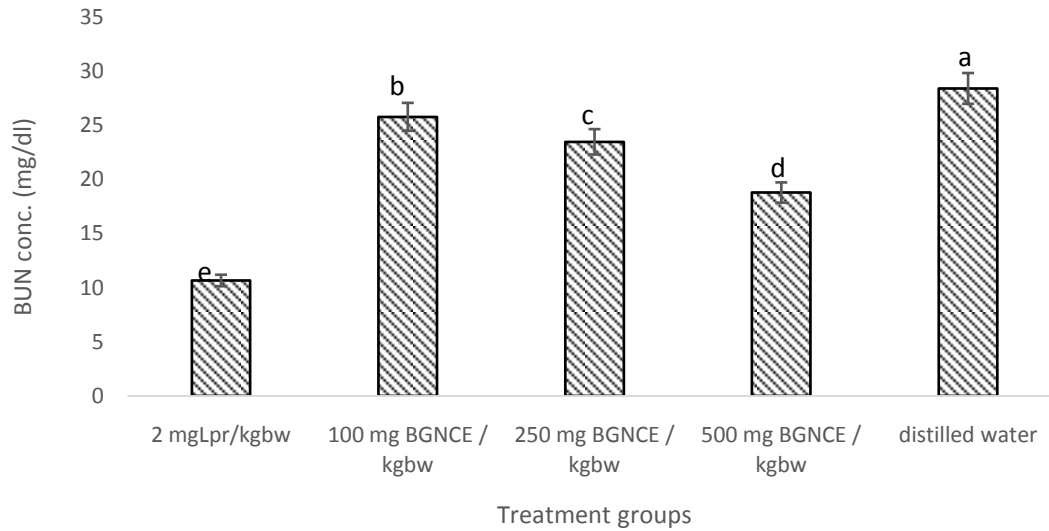 35
30
25
20
15
10
5
0
BUN conc. (mg/dl)
e
b
c
d
a
2 mgLpr/kgbw
100 mg BGNCE /
kgbw
250 mg BGNCE /
kgbw
500 mg BGNCE /
kgbw
distilled water
Treatment groups